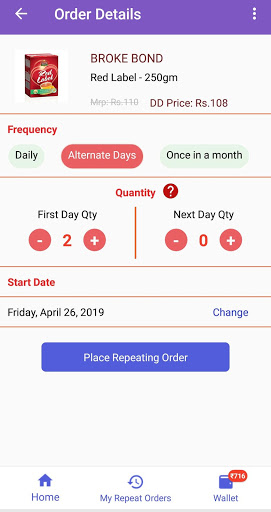 Order Details
BROKE BOND
Red Label - 250gm
Mrp: Rs.110 DD Price: Rs.108
Red
Label
Frequency
Daily Alternate Days Once in a month
Quantity ?
First Day Qty Next Day Qty
- 2 + - 0 +
Start Date
Friday, April 26, 2019 Change
Place Repeating Order
₹716
Home My Repeat Orders Wallet